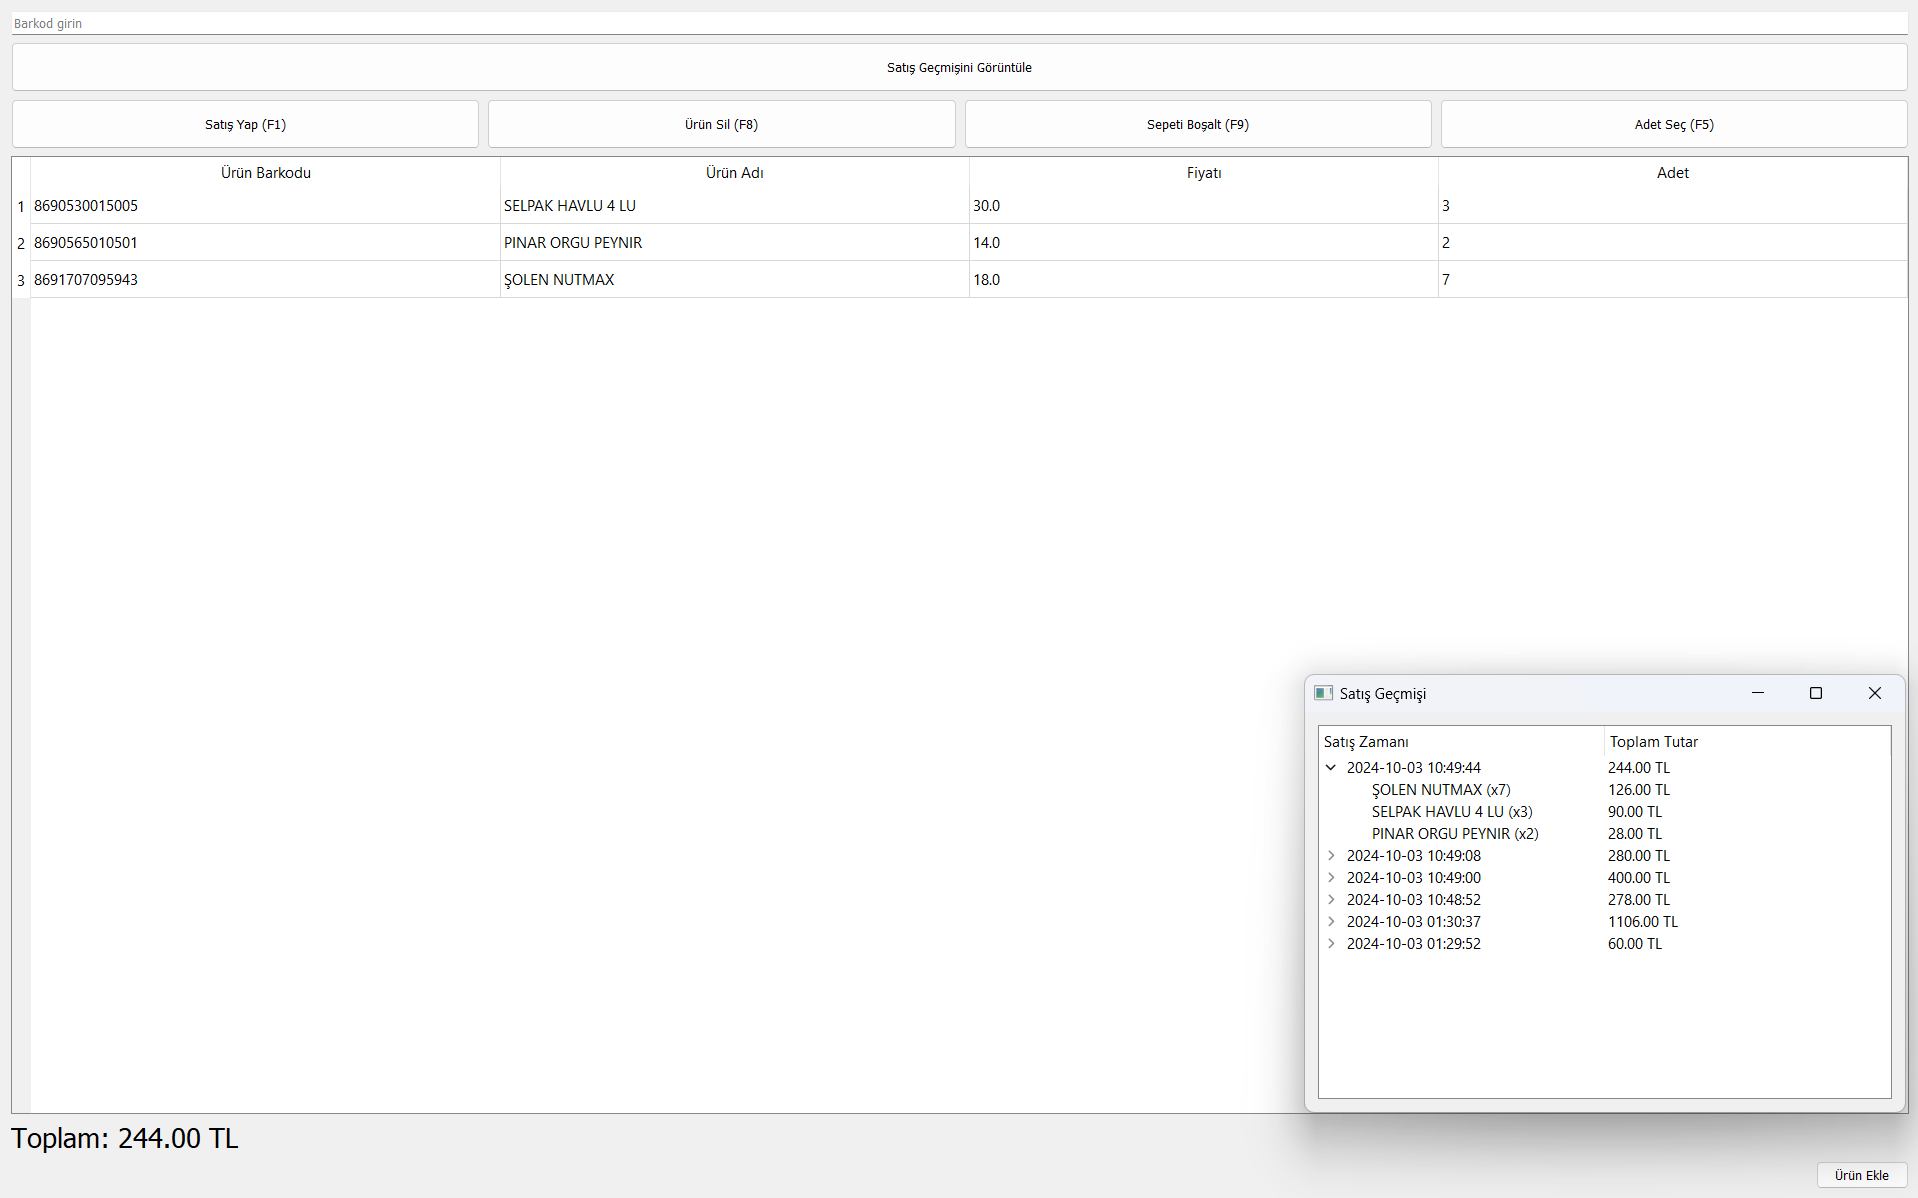 Barkod girin
Satış Geçmişini Görüntüle
Satış Yap (F1) Ürün Sil (F8) Sepeti Boşalt (F9) Adet Seç (F5)
Ürün Barkodu Ürün Adı Fiyatı Adet
1 8690530015005 SELPAK HAVLU 4 LU 30.0 3
2 8690565010501 PINAR ORGU PEYNIR 14.0 2
3 8691707095943 ŞOLEN NUTMAX 18.0 7
Satış Geçmişi
Satış Zamanı Toplam Tutar
2024-10-03 10:49:44 244.00 TL
ŞOLEN NUTMAX (x7) 126.00 TL
SELPAK HAVLU 4 LU (x3) 90.00 TL
PINAR ORGU PEYNIR (x2) 28.00 TL
2024-10-03 10:49:08 280.00 TL
2024-10-03 10:49:00 400.00 TL
2024-10-03 10:48:52 278.00 TL
2024-10-03 01:30:37 1106.00 TL
2024-10-03 01:29:52 60.00 TL
Toplam: 244.00 TL
Ürün Ekle